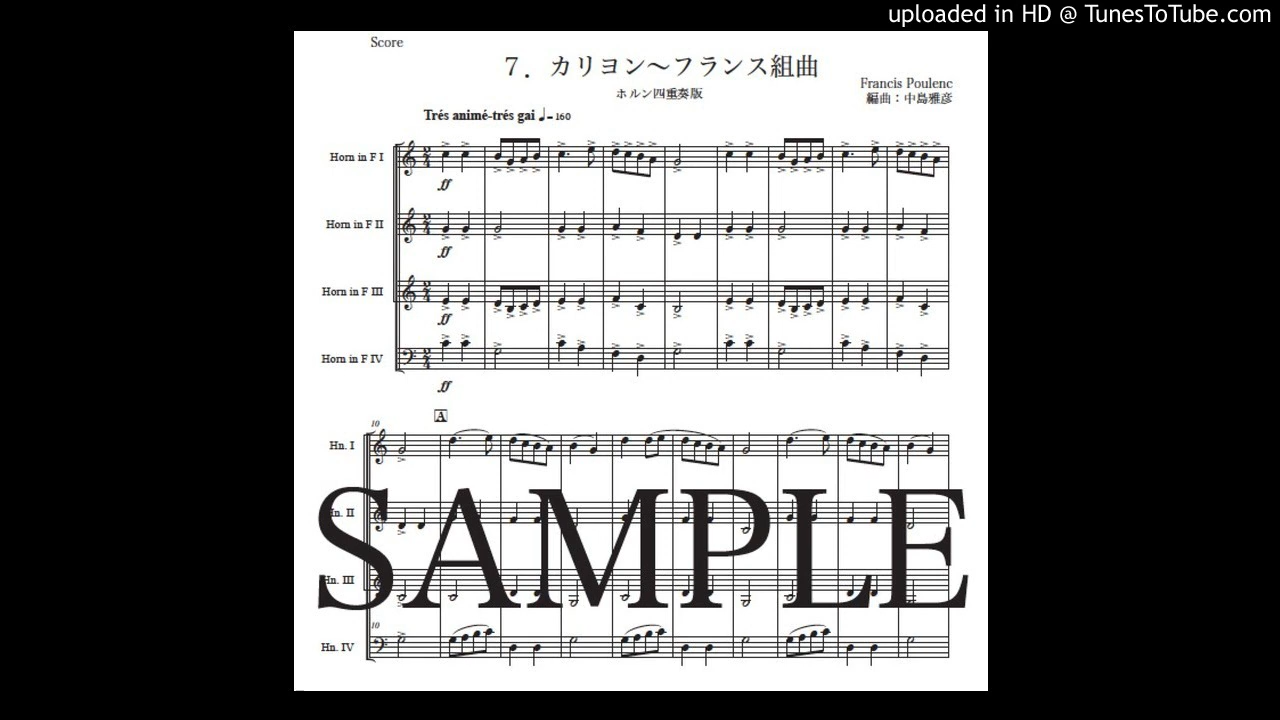 uploaded in HD @ TunesToTube.com
Score
7．カリヨン～フランス組曲
ホルン四重奏版
Francis Poulenc
編曲：中島雅彦
Trés animé-trés gai ♩=160
Horn in F I
ff
Horn in F II
ff
Horn in F III
ff
Horn in F IV
ff
10
A
Hn. I
Hn. II
SAMPLE
Hn. III
10
Hn. IV